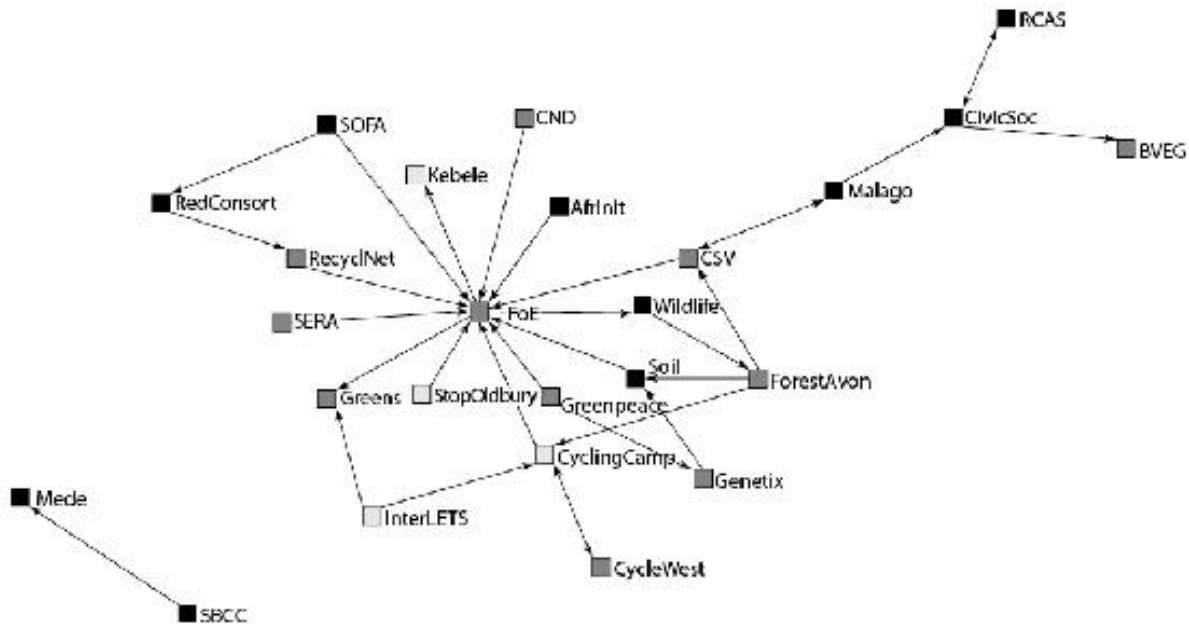 RCAS
CivicSoc
BVEG
SOFA
CND
Kebele
Malago
RedConsort
AfriInit
RecyclNet
CSV
SERA
FoE
Wildlife
Soil
ForestAvon
Greens
StopOldbury
Greenpeace
CyclingCamp
Genetix
Mede
InterLETS
CycleWest
SBCC